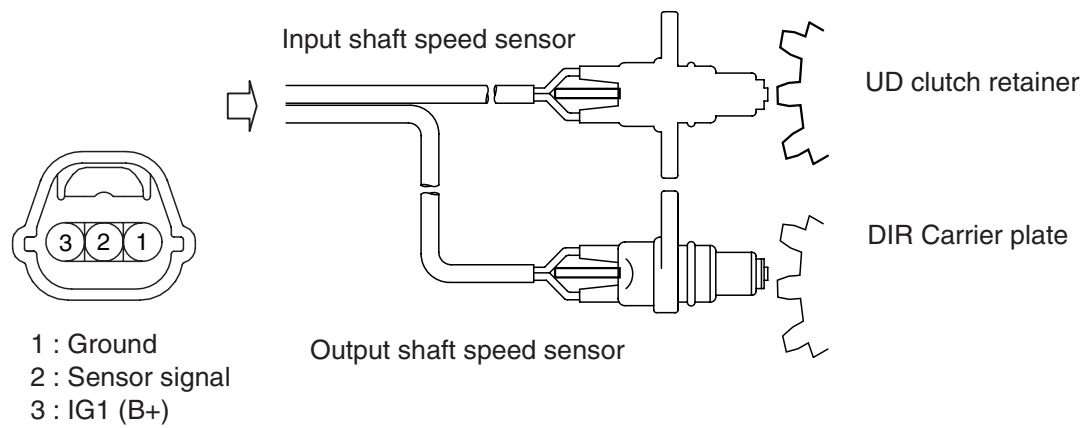 Input shaft speed sensor
UD clutch retainer
3 2 1
DIR Carrier plate
1 : Ground
2 : Sensor signal
3 : IG1 (B+)
Output shaft speed sensor